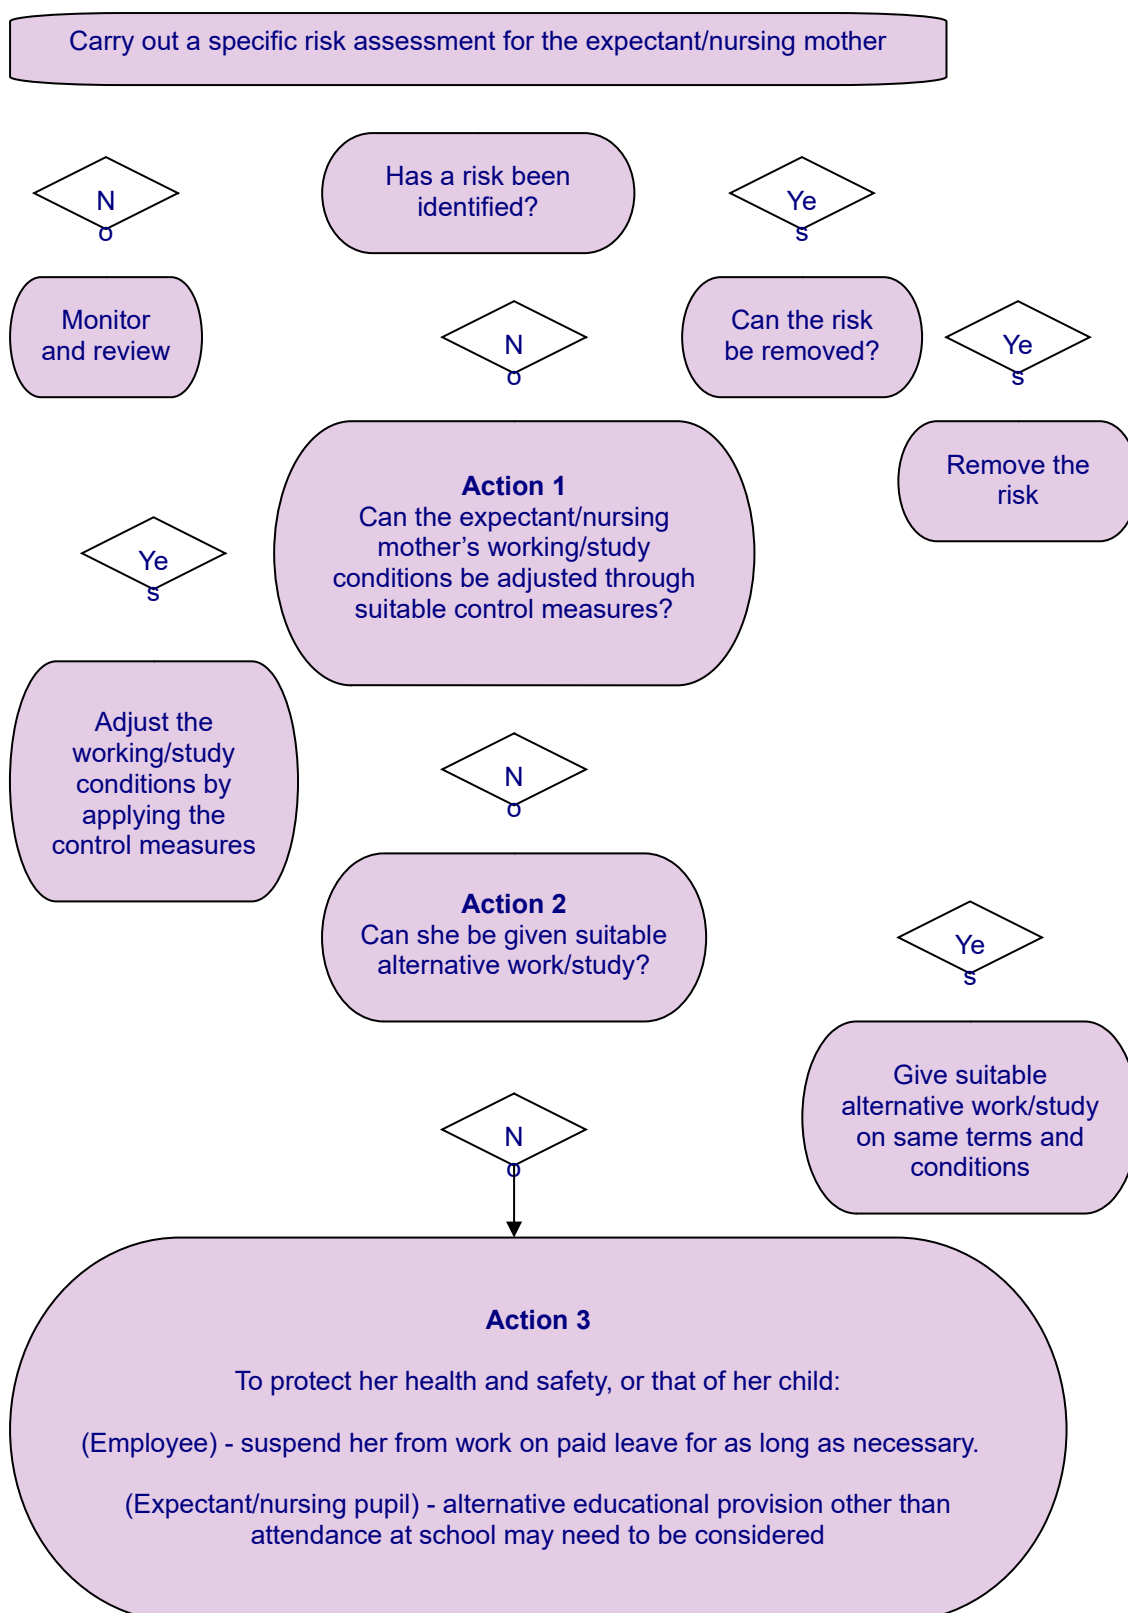 Carry out a specific risk assessment for the expectant/nursing mother
N
o
Has a risk been
identified?
Ye
s
Monitor
and review
N
o
Can the risk
be removed?
Ye
s
Remove the
risk
Action 1
Can the expectant/nursing
mother’s working/study
conditions be adjusted through
suitable control measures?
Ye
s
Adjust the
working/study
conditions by
applying the
control measures
N
o
Action 2
Can she be given suitable
alternative work/study?
Ye
s
Give suitable
alternative work/study
on same terms and
conditions
N
o
Action 3
To protect her health and safety, or that of her child:
(Employee) - suspend her from work on paid leave for as long as necessary.
(Expectant/nursing pupil) - alternative educational provision other than
attendance at school may need to be considered